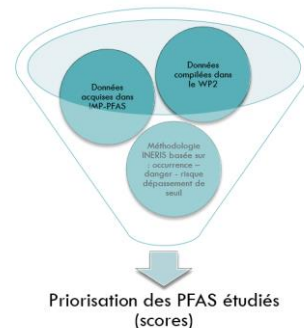 Données
compilées dans
le WP2
Données
acquises dans
IMP-PFAS
Méthodologie
INERIS basée sur
: occurrence –
danger - risque
dépassement de
seuil
Priorisation des PFAS étudiés
(scores)